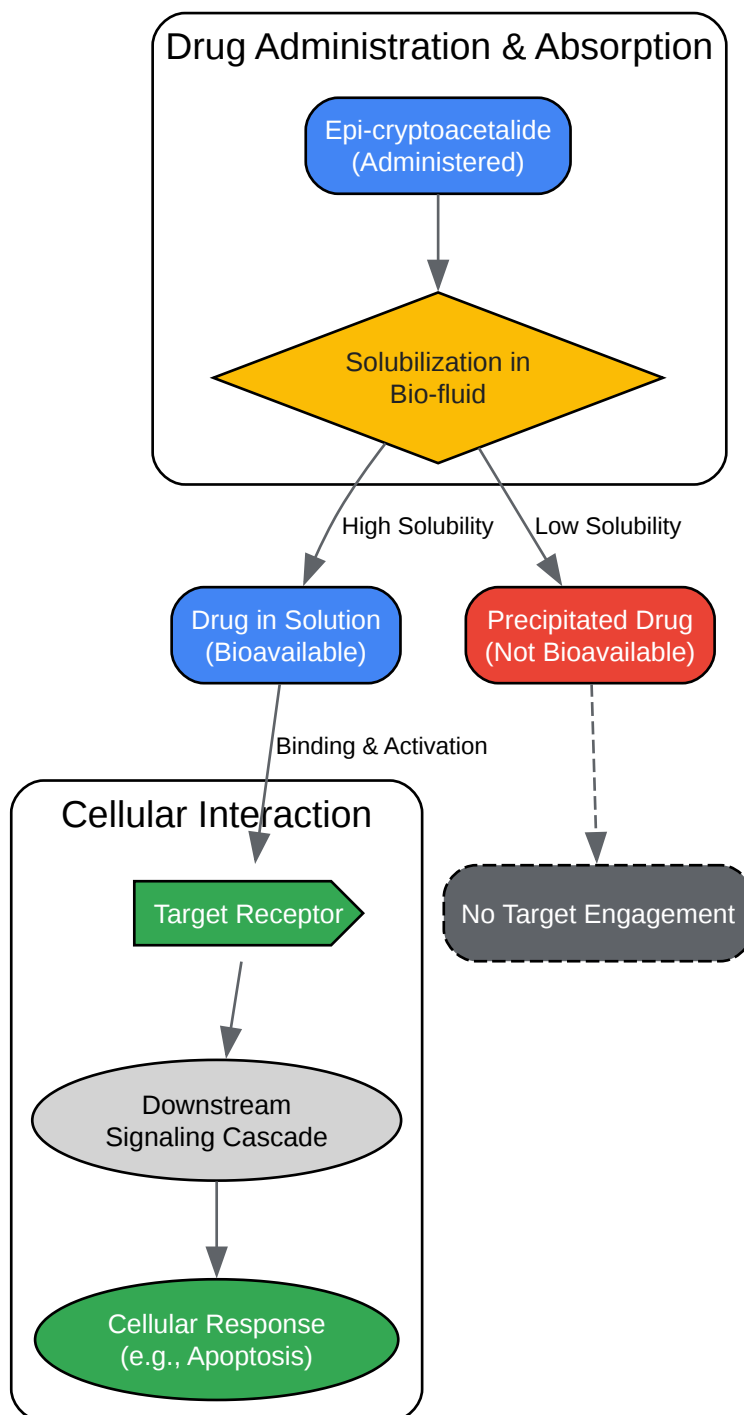 Drug Administration & Absorption
Epi-cryptoacetalide
(Administered)
Solubilization in
Bio-fluid
High Solubility
Low Solubility
Drug in Solution
(Bioavailable)
Precipitated Drug
(Not Bioavailable)
Binding & Activation
Cellular Interaction
Target Receptor
No Target Engagement
Downstream
Signaling Cascade
Cellular Response
(e.g., Apoptosis)